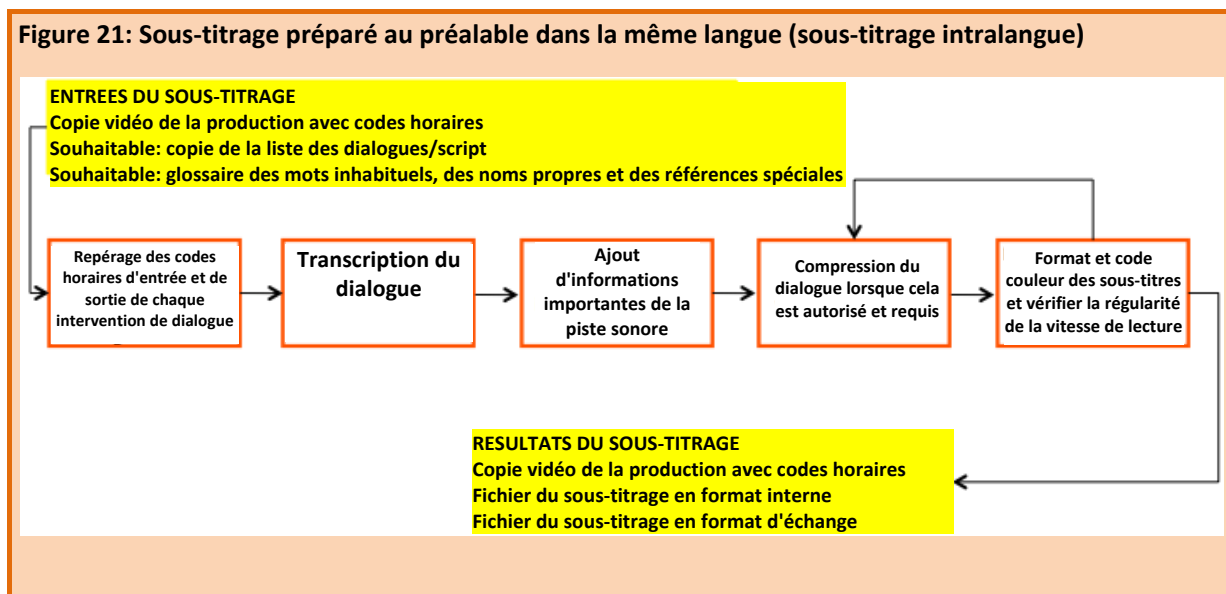 Figure 21: Sous-titrage préparé au préalable dans la même langue (sous-titrage intralangue)
ENTREES DU SOUS-TITRAGE
Copie vidéo de la production avec codes horaires
Souhaitable: copie de la liste des dialogues/script
Souhaitable: glossaire des mots inhabituels, des noms propres et des références spéciales
Repérage des codes
horaires d'entrée et de
sortie de chaque
intervention de dialogue
Transcription du
dialogue
Ajout
d'informations
importantes de la
piste sonore
Compression du
dialogue lorsque cela
est autorisé et requis
Format et code
couleur des sous-titres
et vérifier la régularité
de la vitesse de lecture
RESULTATS DU SOUS-TITRAGE
Copie vidéo de la production avec codes horaires
Fichier du sous-titrage en format interne
Fichier du sous-titrage en format d'échange